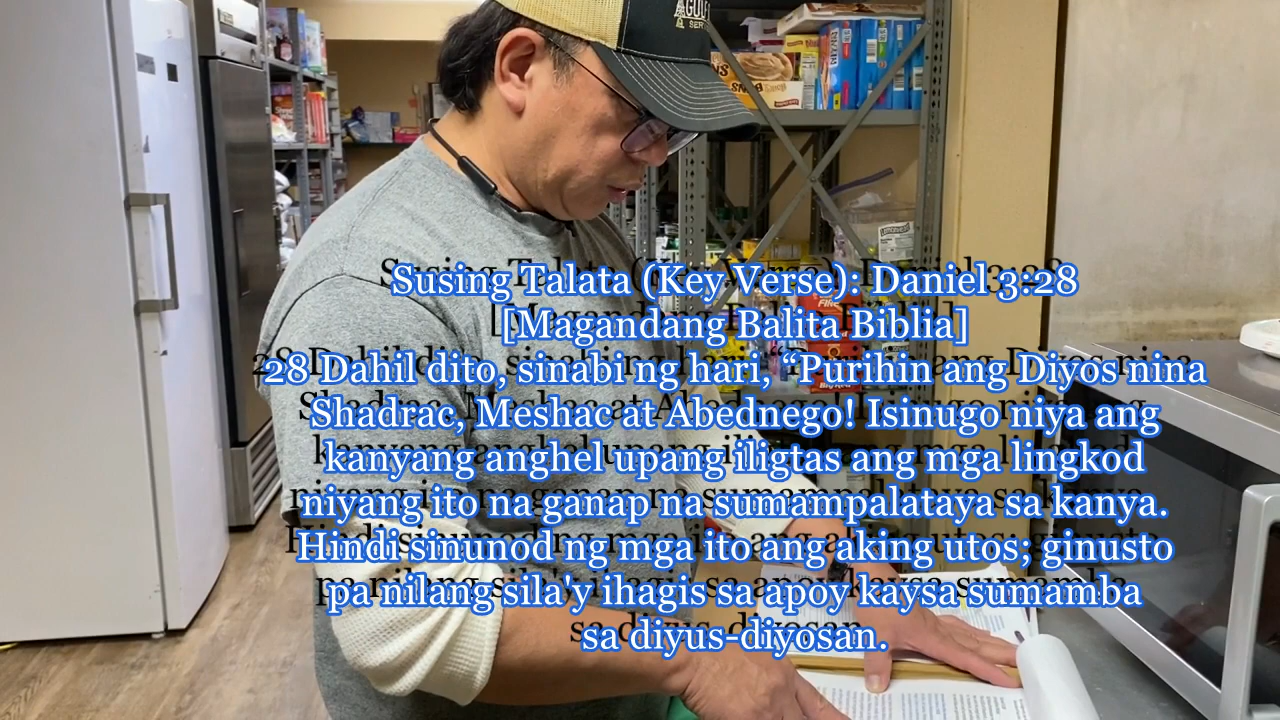 Susing Talata (Key Verse): Daniel 3:28
[Magandang Balita Biblia]
28 Dahil dito, sinabi ng hari, “Purihin ang Diyos nina
Shadrac, Meshac at Abednego! Isinugo niya ang
kanyang anghel upang iligtas ang mga lingkod
niyang ito na ganap na sumampalataya sa kanya.
Hindi sinunod ng mga ito ang aking utos; ginusto
pa nilang sila'y ihagis sa apoy kaysa sumamba
sa diyus-diyosan.